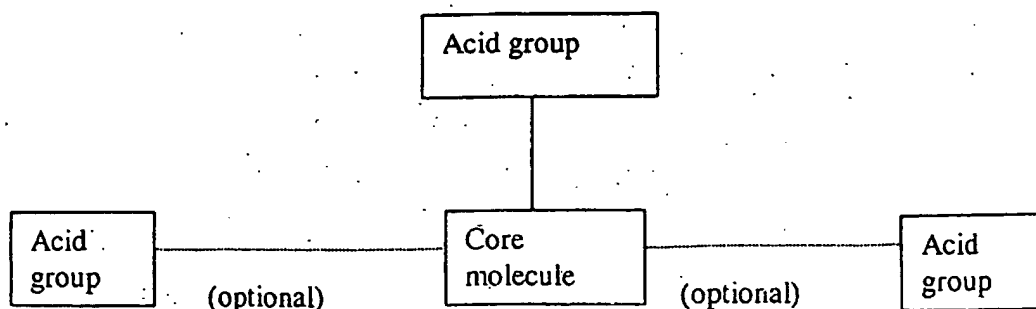 Acid group
Acid
group
(optional)
Core
molecule
(optional)
Acid
group